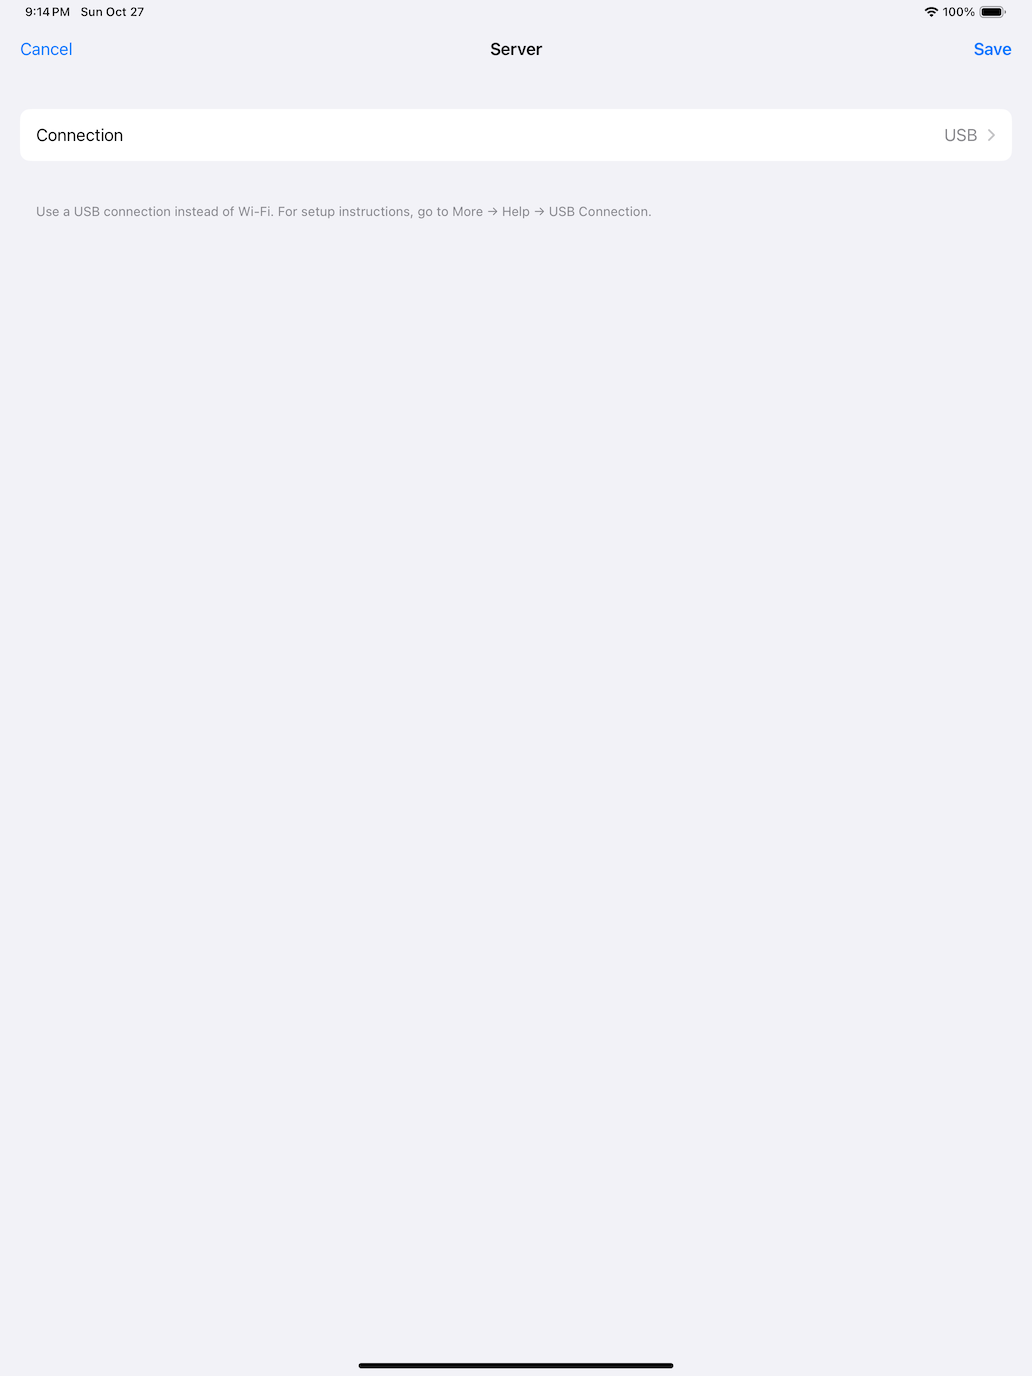 9:14 PM Sun Oct 27 100%
Cancel Server Save
Connection USB
Use a USB connection instead of Wi-Fi. For setup instructions, go to More → Help → USB Connection.